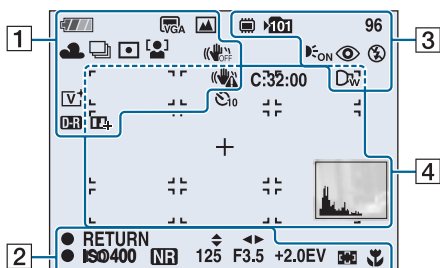 1
VGA
101
96
3
ON
OFF
C:32:00
DW
10
V+
D-R
4
RETURN
2
ISO400 NR 125 F3.5 +2.0EV